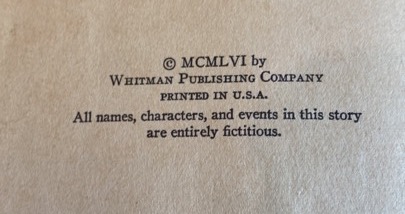 © MCMLVI by
WHITMAN PUBLISHING COMPANY
PRINTED IN U.S.A.
All names, characters, and events in this story
are entirely fictitious.